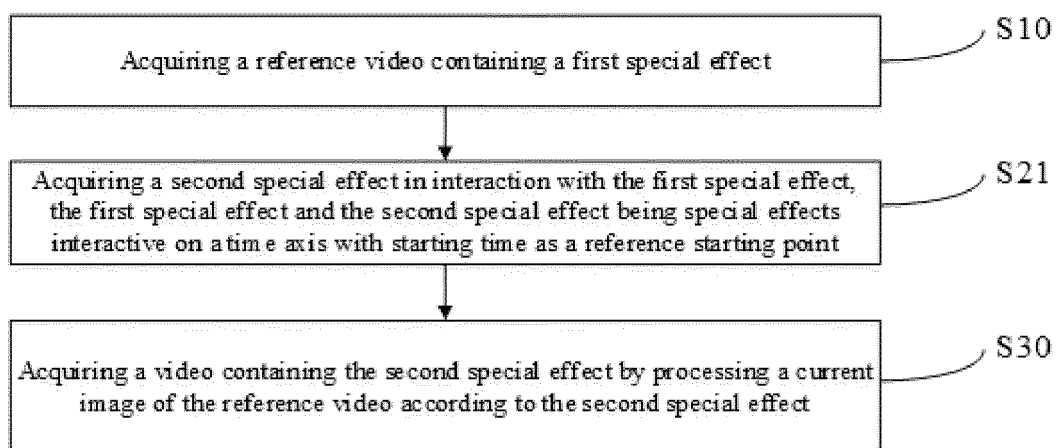 Acquiring a reference video containing a first special effect
S10
Acquiring a second special effect in interaction with the first special effect,
the first special effect and the second special effect being special effects
interactive on a time axis with starting time as a reference starting point
S21
Acquiring a video containing the second special effect by processing a current
image of the reference video according to the second special effect
S30